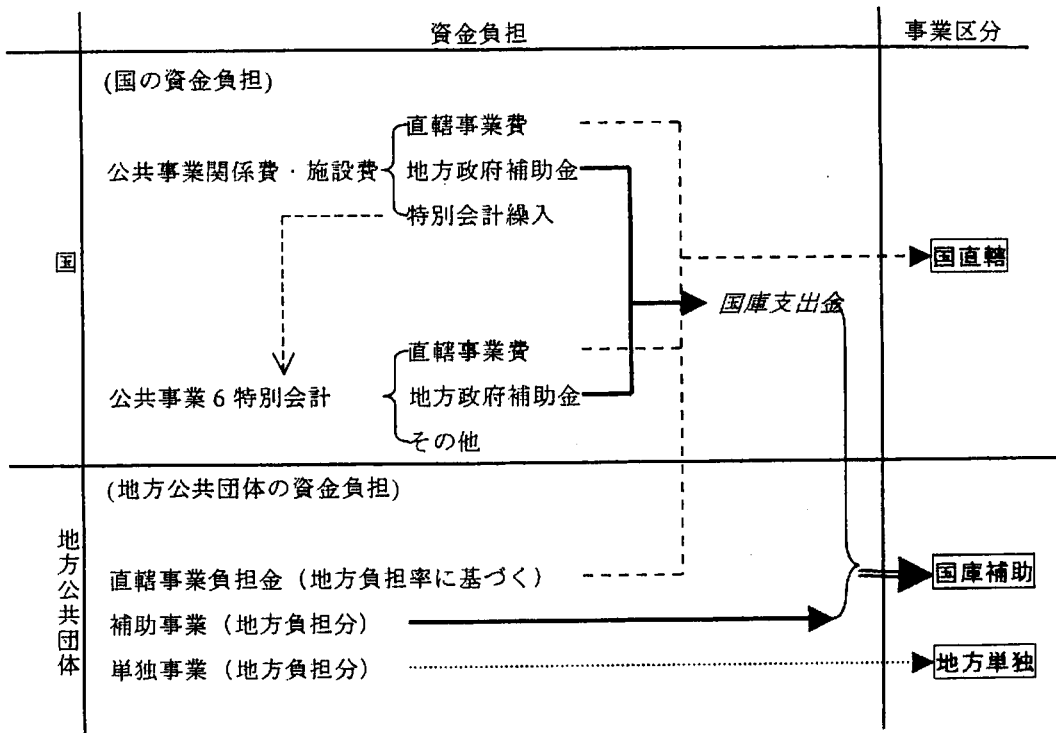 資金負担
事業区分
(国の資金負担)
直轄事業費
公共事業関係費・施設費
地方政府補助金
特別会計繰入
国
国直轄
国庫支出金
直轄事業費
公共事業6特別会計
地方政府補助金
その他
(地方公共団体の資金負担)
地方公共団体
直轄事業負担金（地方負担率に基づく）
国庫補助
補助事業（地方負担分）
単独事業（地方負担分）
地方単独